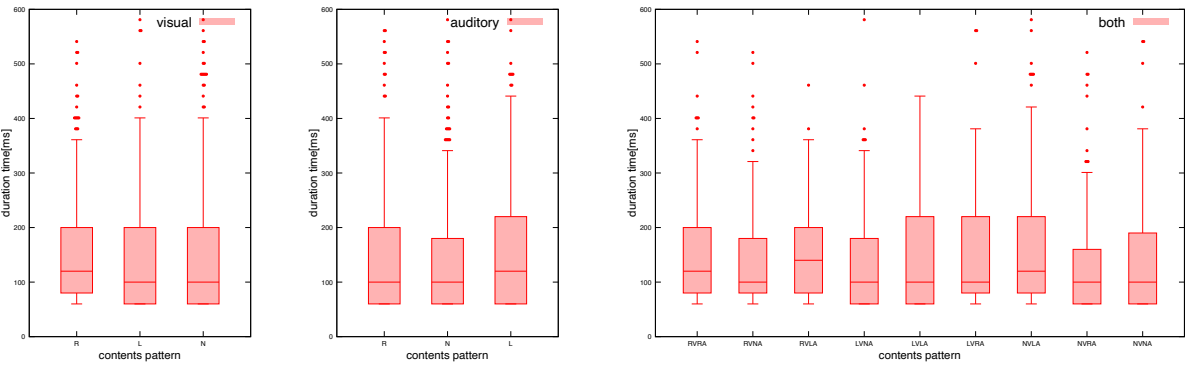 visual
600
500
400
300
200
100
0
duration time[ms]
R
L
N
contents pattern
auditory
600
500
400
300
200
100
0
duration time[ms]
R
N
L
contents pattern
both
600
500
400
300
200
100
0
duration time[ms]
RVRA
RVNA
RVLA
LVNA
LVLA
LVRA
NVLA
NVRA
NVNA
contents pattern